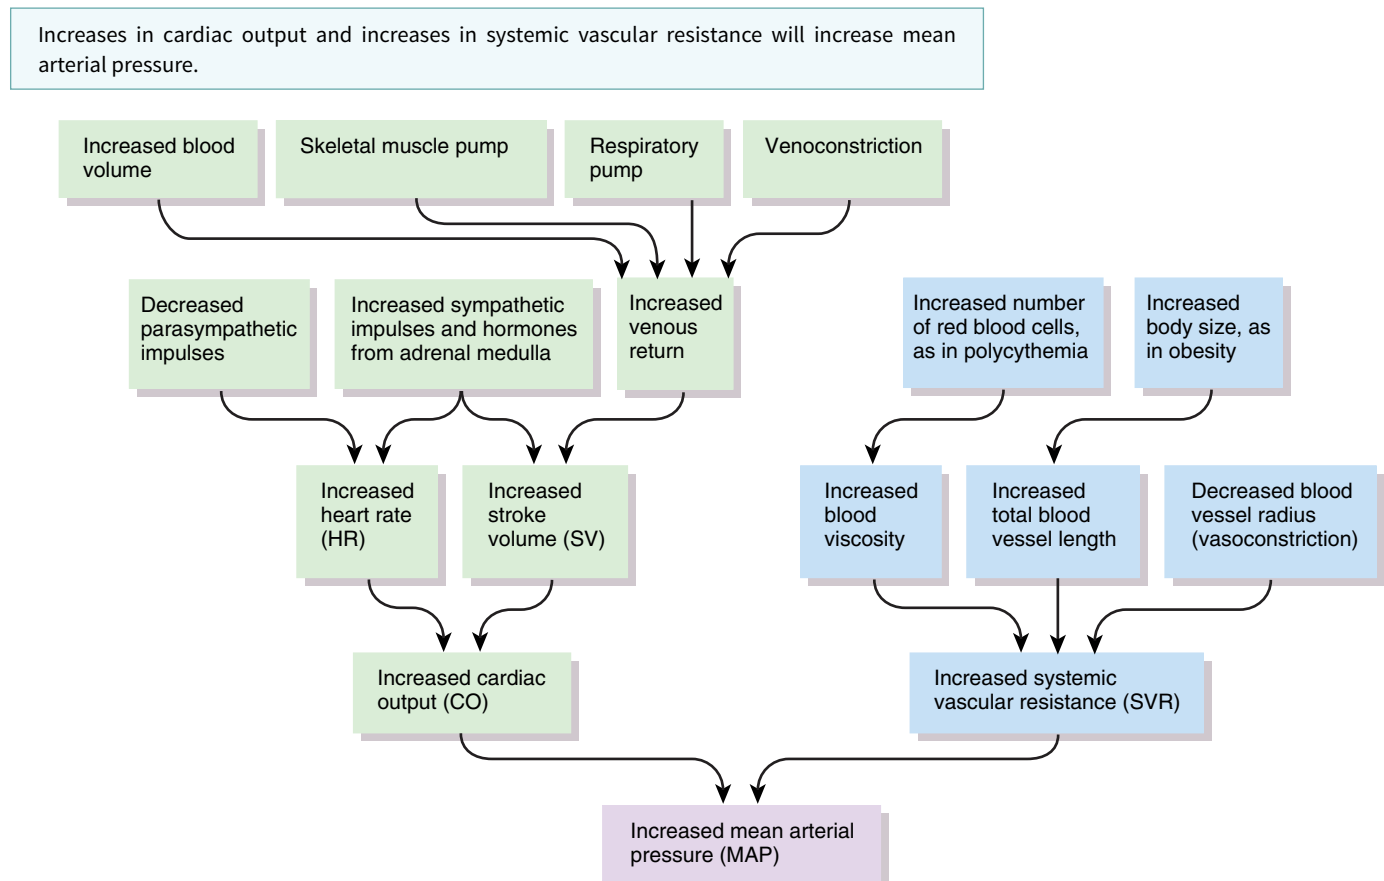 Increases in cardiac output and increases in systemic vascular resistance will increase mean
arterial pressure.
Increased blood
volume
Skeletal muscle pump
Respiratory
pump
Venoconstriction
Decreased
parasympathetic
impulses
Increased sympathetic
impulses and hormones
from adrenal medulla
Increased
venous
return
Increased number
of red blood cells,
as in polycythemia
Increased
body size, as
in obesity
Increased
heart rate
(HR)
Increased
stroke
volume (SV)
Increased
blood
viscosity
Increased
total blood
vessel length
Decreased blood
vessel radius
(vasoconstriction)
Increased cardiac
output (CO)
Increased systemic
vascular resistance (SVR)
Increased mean arterial
pressure (MAP)